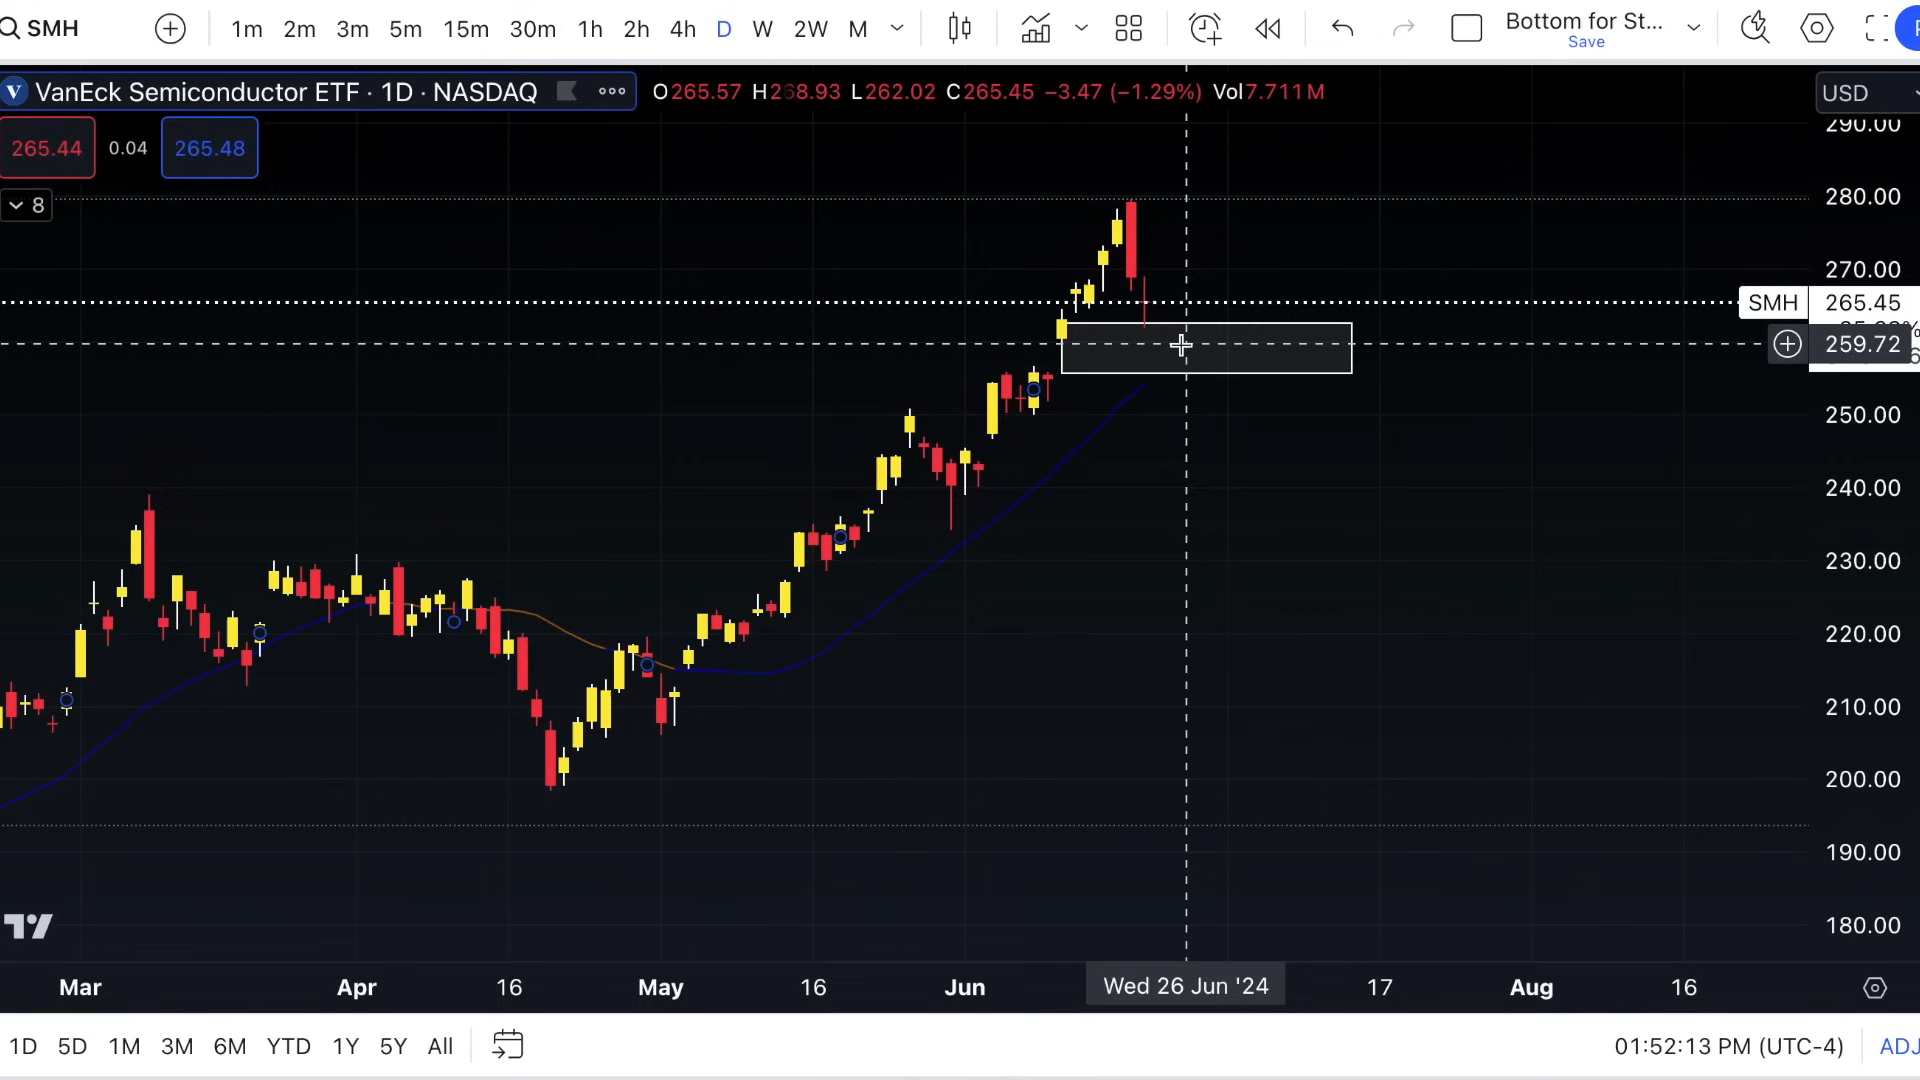 SMH 1m 2m 3m 5m 15m 30m 1h 2h 4h D W 2W M Bottom for St...
Save
V VanEck Semiconductor ETF · 1D · NASDAQ O265.57 H268.93 L262.02 C265.45 −3.47 (−1.29%) Vol7.711M USD
290.00
265.44 0.04 265.48
8
280.00
270.00
SMH 265.45
259.72
250.00
240.00
230.00
220.00
210.00
200.00
190.00
180.00
Mar Apr 16 May 16 Jun Wed 26 Jun '24 17 Aug 16
1D 5D 1M 3M 6M YTD 1Y 5Y All 01:52:13 PM (UTC-4) ADJ